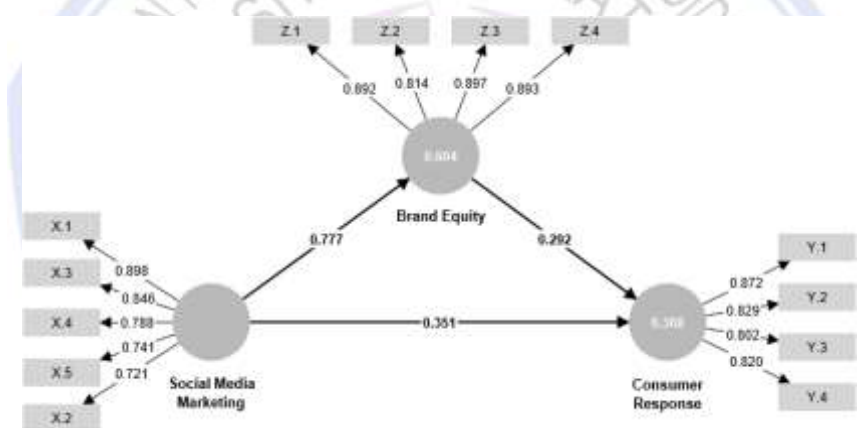 Z.1 Z.2 Z.3 Z.4
0.892 0.814 0.897 0.893
0.604
Brand Equity
X.1
X.3
X.4
X.5
X.2
0.898
0.846
0.788
0.741
0.721
Social Media
Marketing
0.777
0.292
0.351
0.368
Consumer
Response
0.872
0.829
0.802
0.820
Y.1
Y.2
Y.3
Y.4